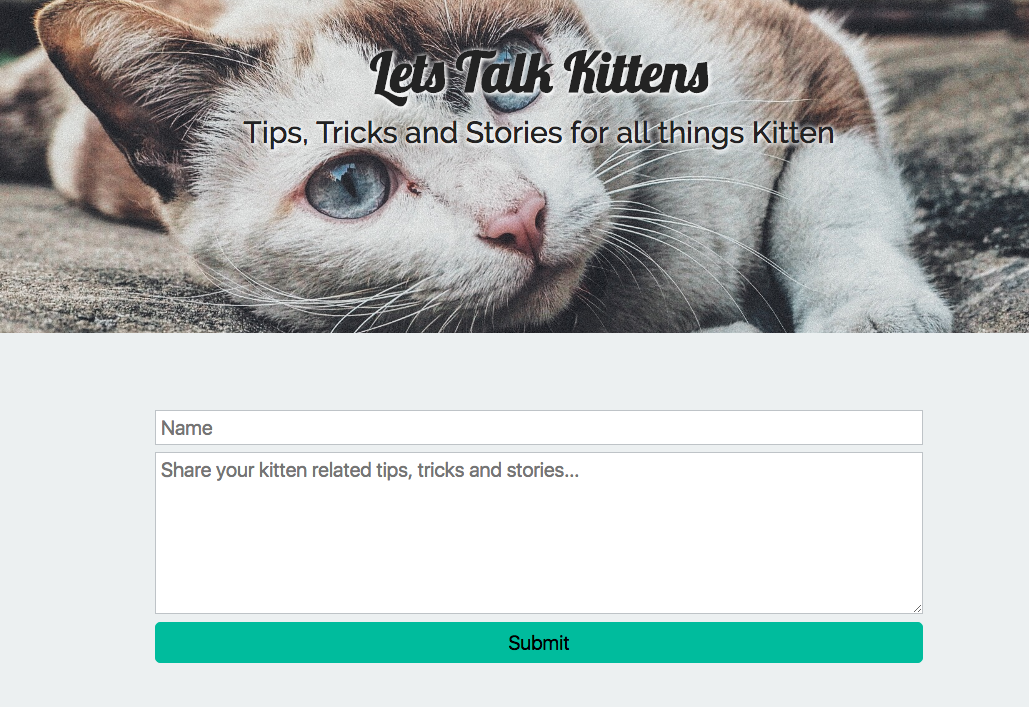 Lets Talk Kittens
Tips, Tricks and Stories for all things Kitten
Name
Share your kitten related tips, tricks and stories...
Submit